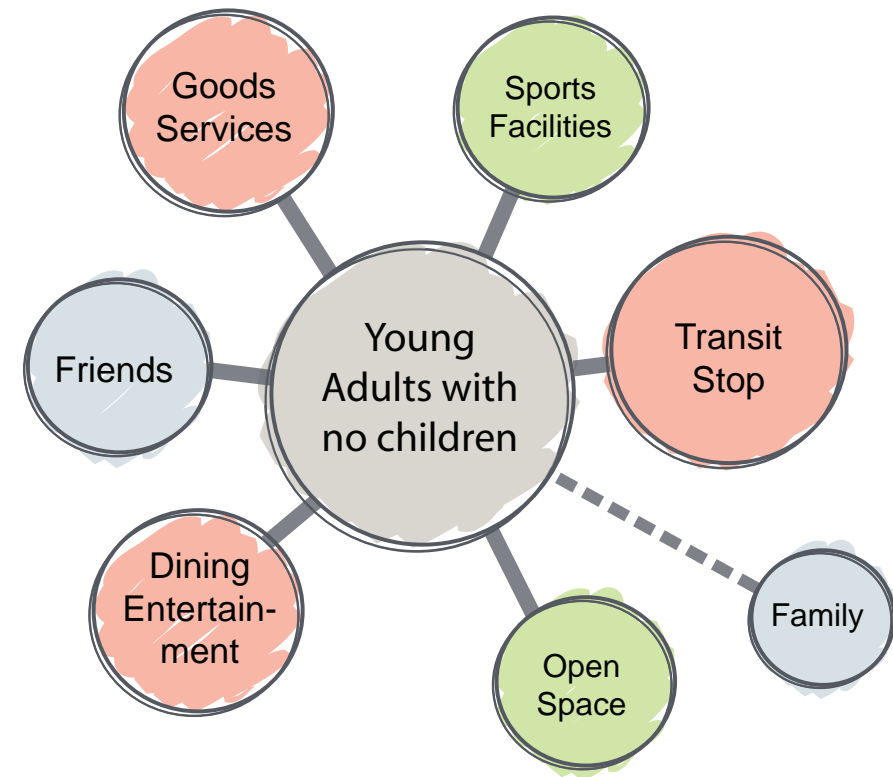 Goods
Services
Sports
Facilities
Young
Adults with
no children
Transit
Stop
Friends
Dining
Entertain-
ment
Family
Open
Space